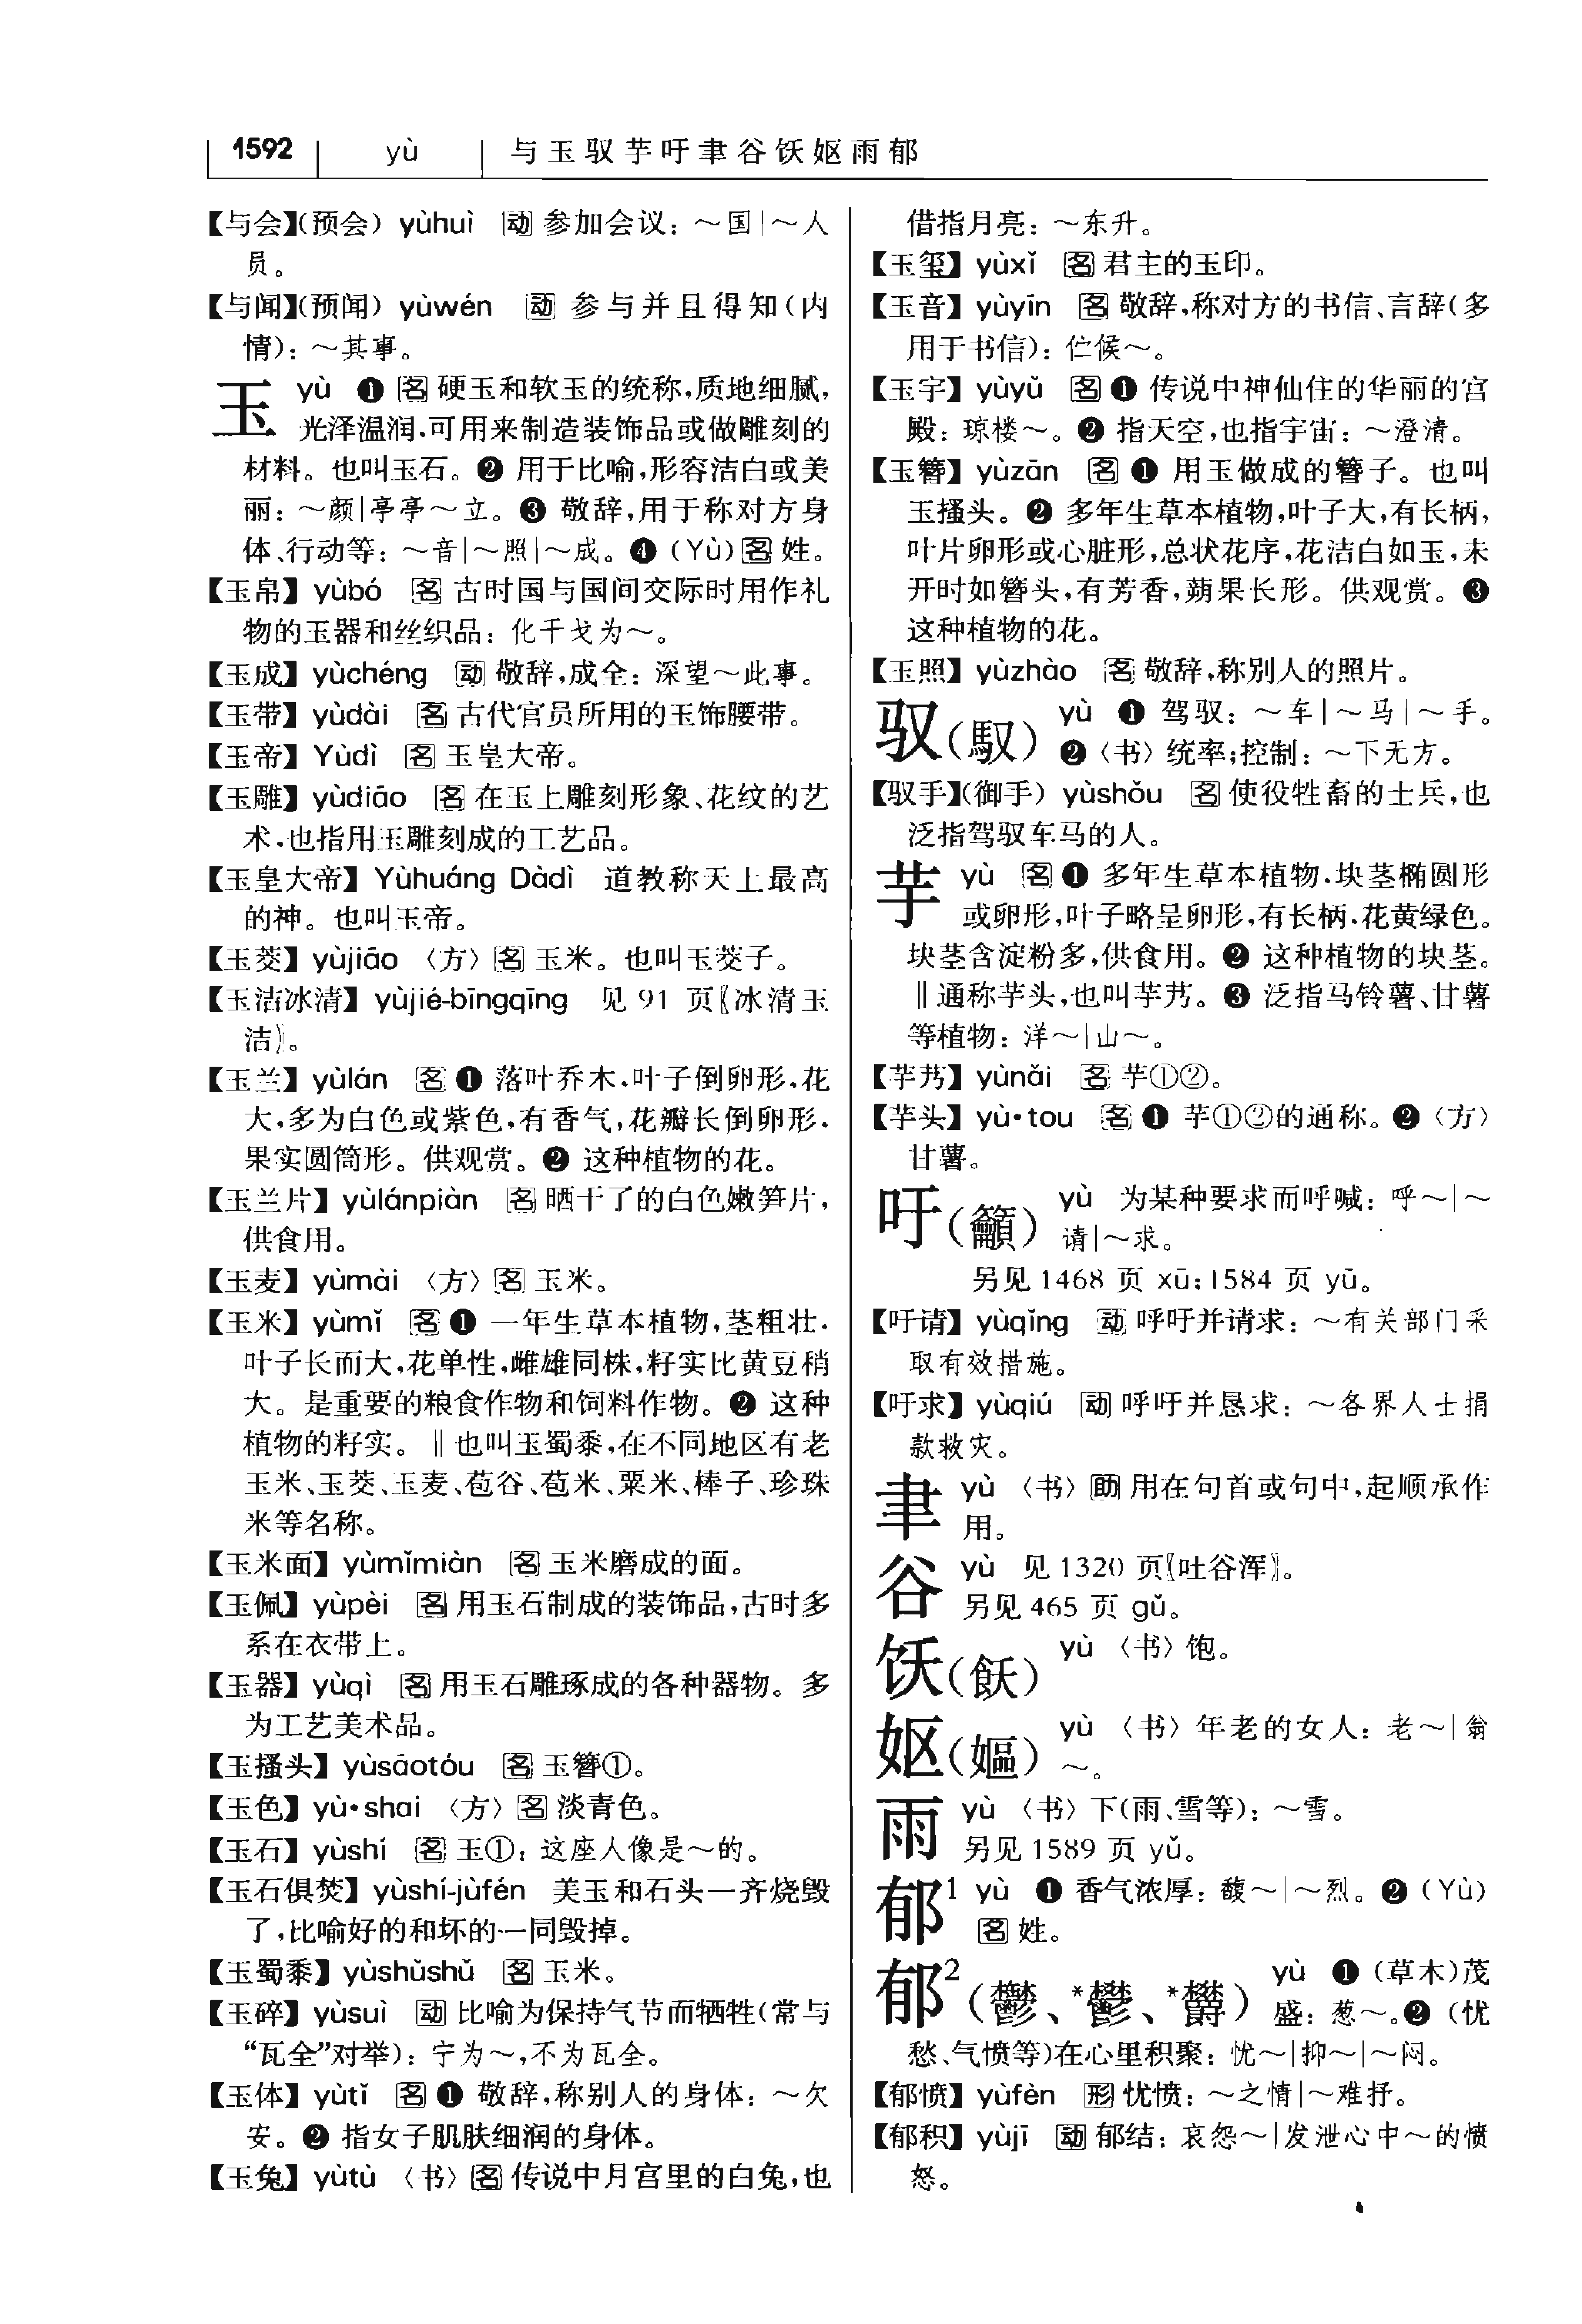 1592 yù 与玉驭芋吁聿谷饫妪雨郁
【与会】(预会) yùhuì 动 参加会议：～国|～人
员。
【与闻】(预闻) yùwén 动 参与并且得知(内
情)：～其事。
玉 yù ❶ 名 硬玉和软玉的统称，质地细腻，
光泽温润，可用来制造装饰品或做雕刻的
材料。也叫玉石。❷ 用于比喻，形容洁白或美
丽：～颜|亭亭～立。❸ 敬辞，用于称对方身
体、行动等：～音|～照|～成。❹ (Yù) 名 姓。
【玉帛】yùbó 名 古时国与国间交际时用作礼
物的玉器和丝织品：化干戈为～。
【玉成】yùchéng 动 敬辞，成全：深望～此事。
【玉带】yùdài 名 古代官员所用的玉饰腰带。
【玉帝】Yùdì 名 玉皇大帝。
【玉雕】yùdiāo 名 在玉上雕刻形象、花纹的艺
术，也指用玉雕刻成的工艺品。
【玉皇大帝】Yùhuáng Dàdì 道教称天上最高
的神。也叫玉帝。
【玉茭】yùjiāo 〈方〉名 玉米。也叫玉茭子。
【玉洁冰清】yùjié-bīngqīng 见 91 页〖冰清玉
洁〗。
【玉兰】yùlán 名 ❶ 落叶乔木，叶子倒卵形，花
大，多为白色或紫色，有香气，花瓣长倒卵形，
果实圆筒形。供观赏。❷ 这种植物的花。
【玉兰片】yùlánpiàn 名 晒干了的白色嫩笋片，
供食用。
【玉麦】yùmài 〈方〉名 玉米。
【玉米】yùmǐ 名 ❶ 一年生草本植物，茎粗壮，
叶子长而大，花单性，雌雄同株，籽实比黄豆稍
大。是重要的粮食作物和饲料作物。❷ 这种
植物的籽实。‖也叫玉蜀黍，在不同地区有老
玉米、玉茭、玉麦、苞谷、苞米、粟米、棒子、珍珠
米等名称。
【玉米面】yùmǐmiàn 名 玉米磨成的面。
【玉佩】yùpèi 名 用玉石制成的装饰品，古时多
系在衣带上。
【玉器】yùqì 名 用玉石雕琢成的各种器物。多
为工艺美术品。
【玉搔头】yùsāotóu 名 玉簪①。
【玉色】yù•shai 〈方〉名 淡青色。
【玉石】yùshí 名 玉①：这座人像是～的。
【玉石俱焚】yùshí-jùfén 美玉和石头一齐烧毁
了，比喻好的和坏的一同毁掉。
【玉蜀黍】yùshǔshǔ 名 玉米。
【玉碎】yùsuì 动 比喻为保持气节而牺牲(常与
“瓦全”对举)：宁为～，不为瓦全。
【玉体】yùtǐ 名 ❶ 敬辞，称别人的身体：～欠
安。❷ 指女子肌肤细润的身体。
【玉兔】yùtù 〈书〉名 传说中月宫里的白兔，也
借指月亮：～东升。
【玉玺】yùxǐ 名 君主的玉印。
【玉音】yùyīn 名 敬辞，称对方的书信、言辞(多
用于书信)：伫候～。
【玉宇】yùyǔ 名 ❶ 传说中神仙住的华丽的宫
殿：琼楼～。❷ 指天空，也指宇宙：～澄清。
【玉簪】yùzān 名 ❶ 用玉做成的簪子。也叫
玉搔头。❷ 多年生草本植物，叶子大，有长柄，
叶片卵形或心脏形，总状花序，花洁白如玉，未
开时如簪头，有芳香，蒴果长形。供观赏。❸
这种植物的花。
【玉照】yùzhào 名 敬辞，称别人的照片。
驭(馭) yù ❶ 驾驭：～车|～马|～手。
❷〈书〉统率；控制：～下无方。
【驭手】(御手) yùshǒu 名 使役牲畜的士兵，也
泛指驾驭车马的人。
芋 yù 名 ❶ 多年生草本植物，块茎椭圆形
或卵形，叶子略呈卵形，有长柄，花黄绿色。
块茎含淀粉多，供食用。❷ 这种植物的块茎。
‖通称芋头，也叫芋艿。❸ 泛指马铃薯、甘薯
等植物：洋～|山～。
【芋艿】yùnǎi 名 芋①②。
【芋头】yù•tou 名 ❶ 芋①②的通称。❷〈方〉
甘薯。
吁(籲) yù 为某种要求而呼喊：呼～|～
请|～求。
另见 1468 页 xū；1584 页 yū。
【吁请】yùqǐng 动 呼吁并请求：～有关部门采
取有效措施。
【吁求】yùqiú 动 呼吁并恳求：～各界人士捐
款救灾。
聿 yù 〈书〉助 用在句首或句中，起顺承作
用。
谷 yù 见 1320 页〖吐谷浑〗。
另见 465 页 gǔ。
饫(飫) yù 〈书〉饱。
妪(嫗) yù 〈书〉年老的女人：老～|翁
～。
雨 yù 〈书〉下(雨、雪等)：～雪。
另见 1589 页 yǔ。
郁¹ yù ❶ 香气浓厚：馥～|～烈。❷ (Yù)
名 姓。
郁²(鬱、*鬰、*欝) yù ❶ (草木)茂
盛：葱～。❷ (忧
愁、气愤等)在心里积聚：忧～|抑～|～闷。
【郁愤】yùfèn 形 忧愤：～之情|～难抒。
【郁积】yùjī 动 郁结：哀怨～|发泄心中～的愤
怒。